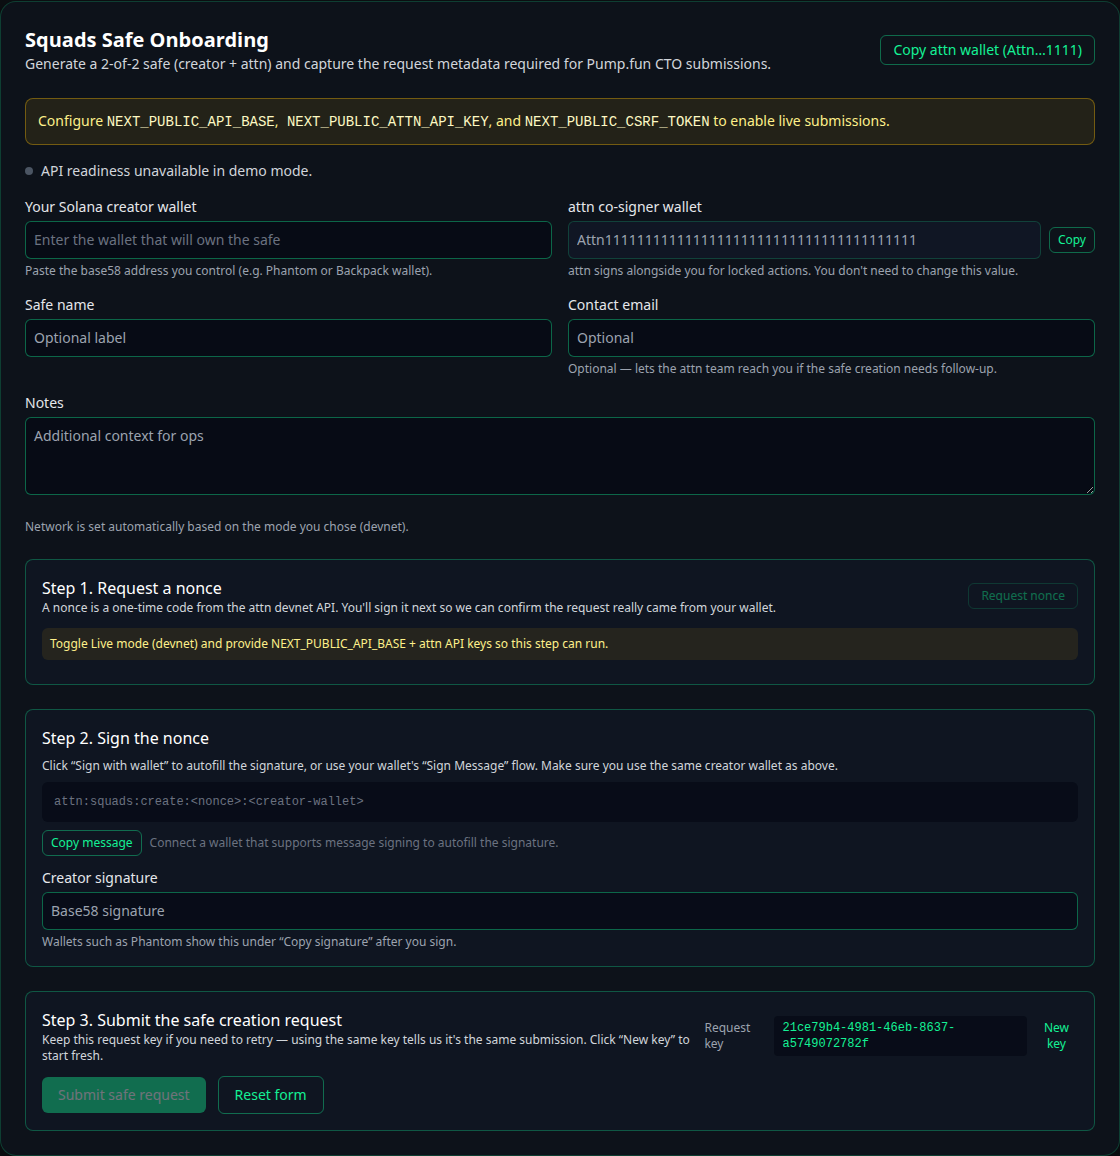 Squads Safe Onboarding
Generate a 2-of-2 safe (creator + attn) and capture the request metadata required for Pump.fun CTO submissions.
Copy attn wallet (Attn...1111)
Configure NEXT_PUBLIC_API_BASE, NEXT_PUBLIC_ATTN_API_KEY, and NEXT_PUBLIC_CSRF_TOKEN to enable live submissions.
API readiness unavailable in demo mode.
Your Solana creator wallet
Enter the wallet that will own the safe
Paste the base58 address you control (e.g. Phantom or Backpack wallet).
attn co-signer wallet
Attn111111111111111111111111111111111111111
Copy
attn signs alongside you for locked actions. You don't need to change this value.
Safe name
Optional label
Contact email
Optional
Optional — lets the attn team reach you if the safe creation needs follow-up.
Notes
Additional context for ops
Network is set automatically based on the mode you chose (devnet).
Step 1. Request a nonce
A nonce is a one-time code from the attn devnet API. You'll sign it next so we can confirm the request really came from your wallet.
Request nonce
Toggle Live mode (devnet) and provide NEXT_PUBLIC_API_BASE + attn API keys so this step can run.
Step 2. Sign the nonce
Click “Sign with wallet” to autofill the signature, or use your wallet's “Sign Message” flow. Make sure you use the same creator wallet as above.
attn:squads:create:<nonce>:<creator-wallet>
Copy message
Connect a wallet that supports message signing to autofill the signature.
Creator signature
Base58 signature
Wallets such as Phantom show this under “Copy signature” after you sign.
Step 3. Submit the safe creation request
Keep this request key if you need to retry — using the same key tells us it's the same submission. Click “New key” to
start fresh.
Request
key
21ce79b4-4981-46eb-8637-
a5749072782f
New
key
Submit safe request
Reset form